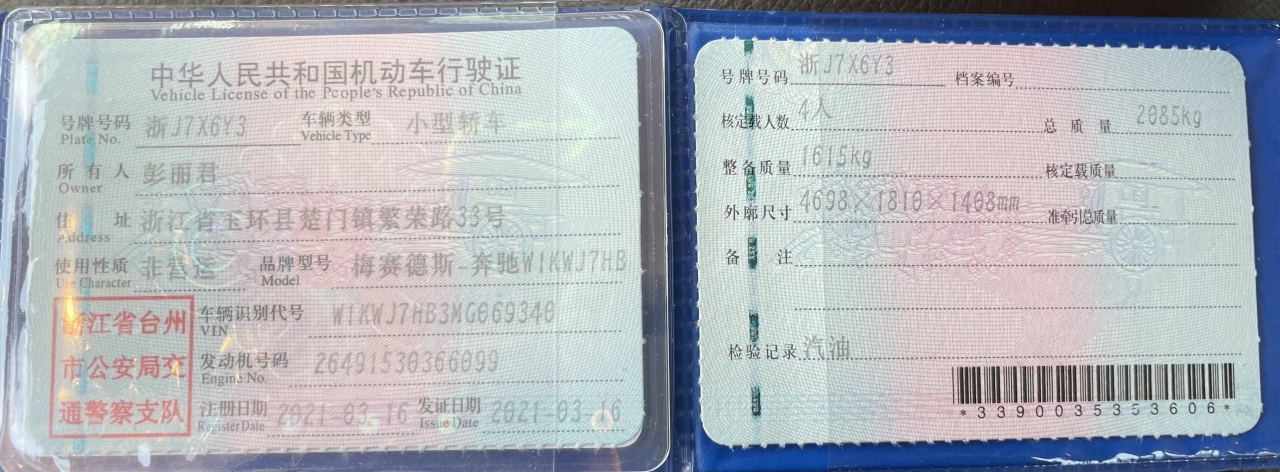 中华人民共和国机动车行驶证
Vehicle License of the People's Republic of China
号牌号码 浙J7X6Y3 车辆类型 小型轿车
Plate No. Vehicle Type
所有人 彭丽君
Owner
住址 浙江省玉环县楚门镇繁荣路33号
Address
使用性质 非营运 品牌型号 梅赛德斯-奔驰W1KWJ7HB
Use Character Model
浙江省台州
市公安局交
通警察支队
车辆识别代号 W1KWJ7HB3MG069340
VIN
发动机号码 26491530366099
Engine No.
注册日期 2021-03-16 发证日期 2021-03-16
Register Date Issue Date
号牌号码 浙J7X6Y3 档案编号
核定载人数 4人 总质量 2085kg
整备质量 1615kg 核定载质量
外廓尺寸 4698×1810×1408mm 准牵引总质量
备注
检验记录 汽油
*3390035353606*